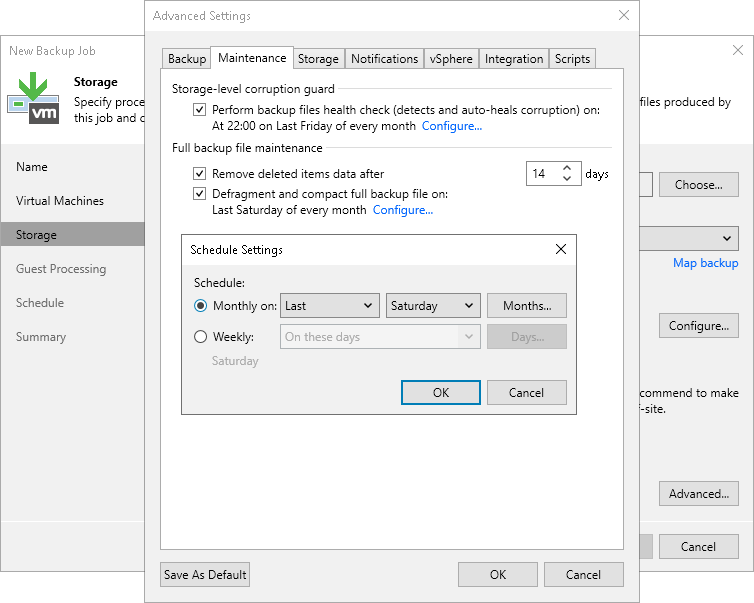 Advanced Settings
New Backup Job
Storage
Specify proce
this job and c
files produced by
vm
Name
Virtual Machines
Storage
Guest Processing
Schedule
Summary
Backup
Maintenance
Storage
Notifications
vSphere
Integration
Scripts
Storage-level corruption guard
Perform backup files health check (detects and auto-heals corruption) on:
At 22:00 on Last Friday of every month Configure...
Full backup file maintenance
Remove deleted items data after 14 days
Defragment and compact full backup file on:
Last Saturday of every month Configure...
Schedule Settings
Schedule:
Monthly on: Last Saturday Months...
Weekly: On these days Days...
Saturday
OK Cancel
Choose...
Map backup
Configure...
commend to make
f-site.
Advanced...
Cancel
Save As Default OK Cancel